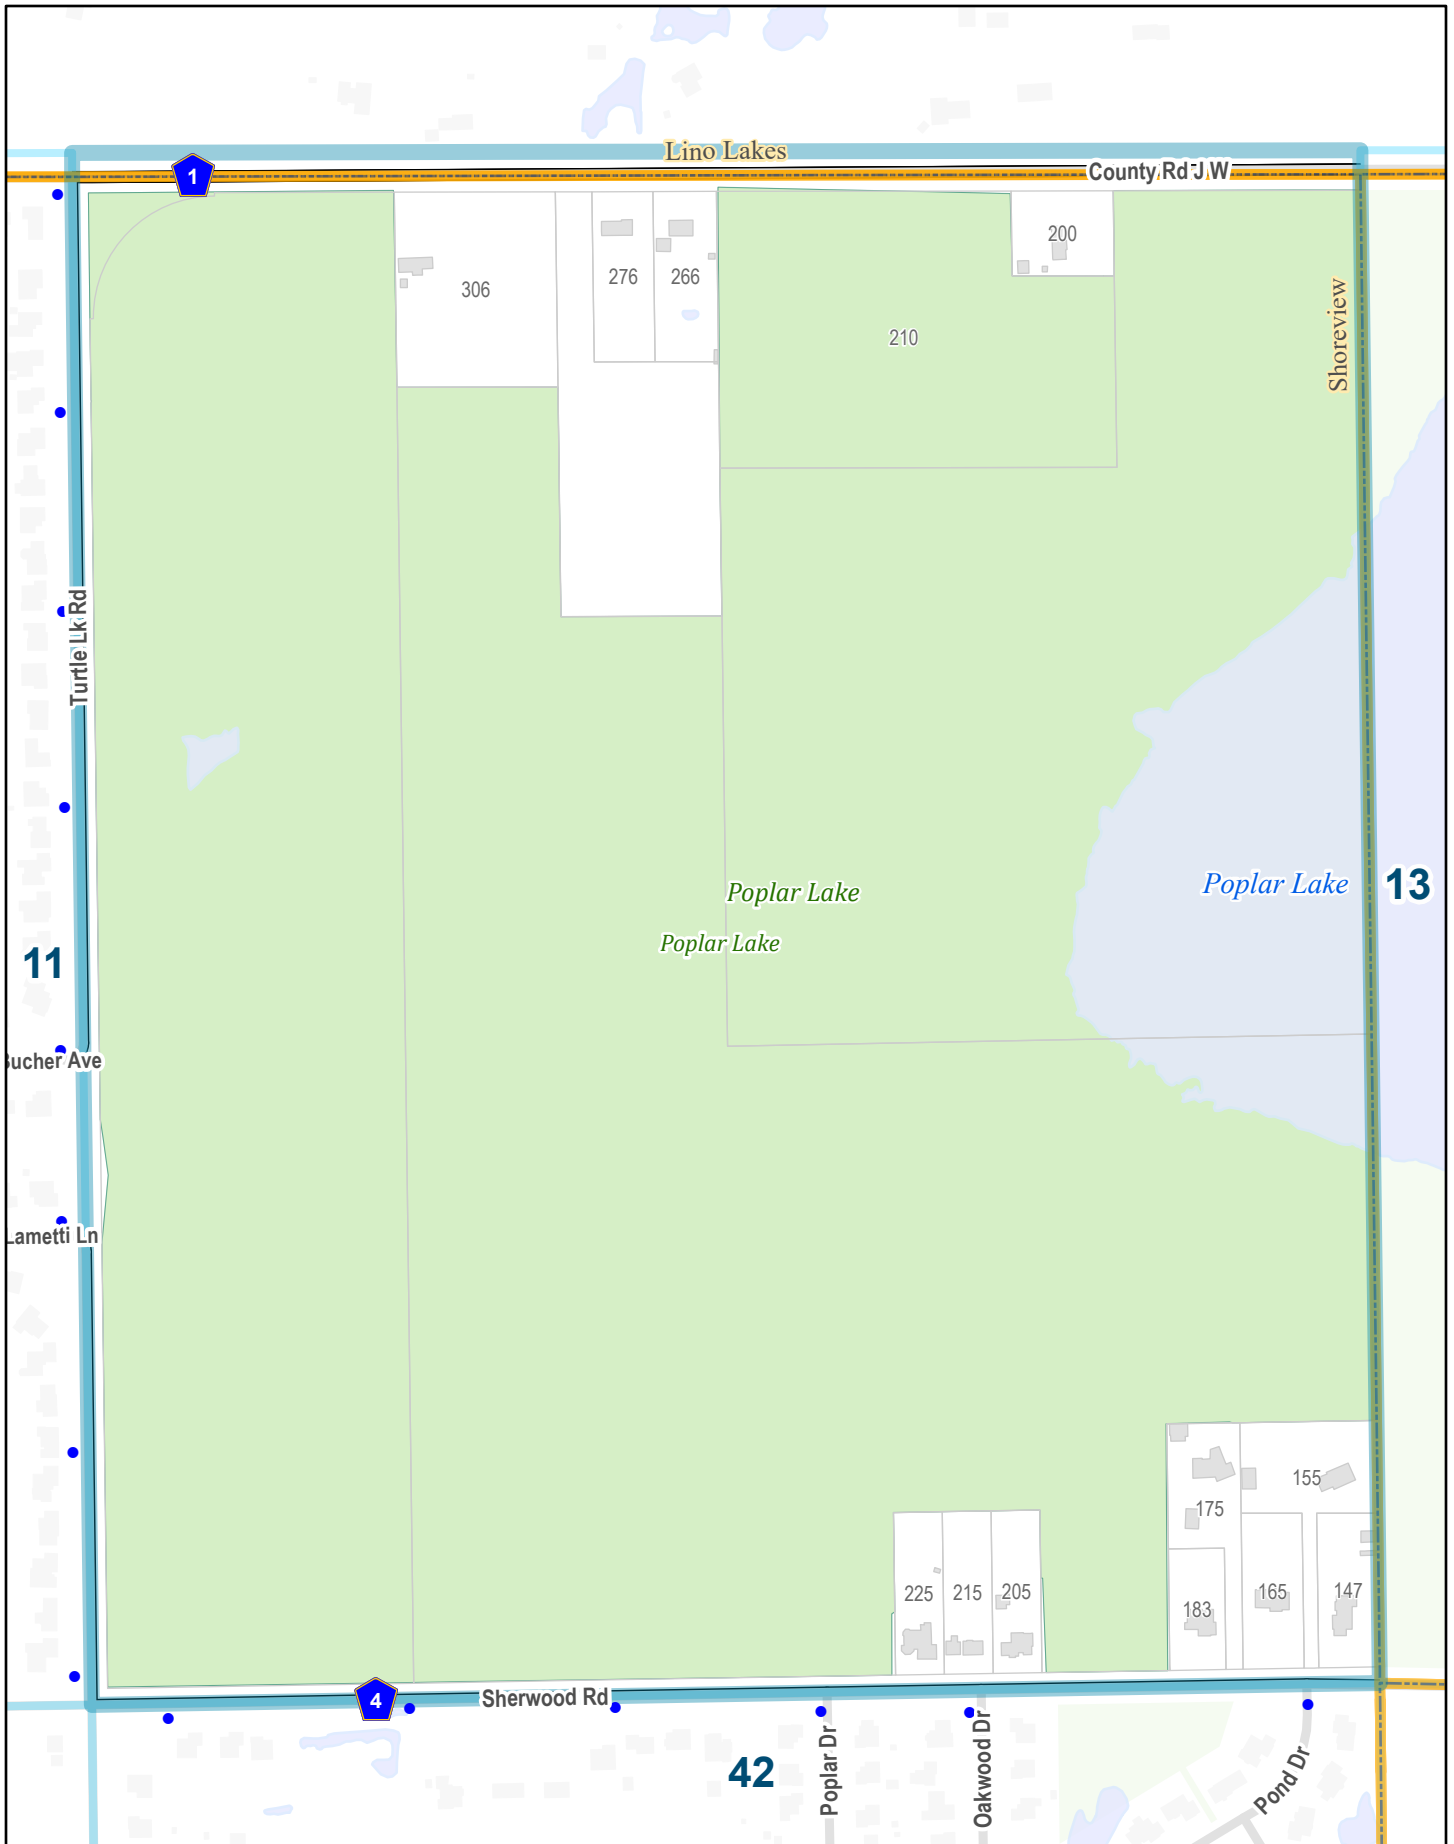 Lino Lakes
1
County Rd J W
200
276
266
306
Shoreview
210
Turtle Lk Rd
Poplar Lake
Poplar Lake
13
Poplar Lake
11
Bucher Ave
Lametti Ln
155
175
225
215
205
165
147
183
4
Sherwood Rd
Poplar Dr
Oakwood Dr
Pond Dr
42